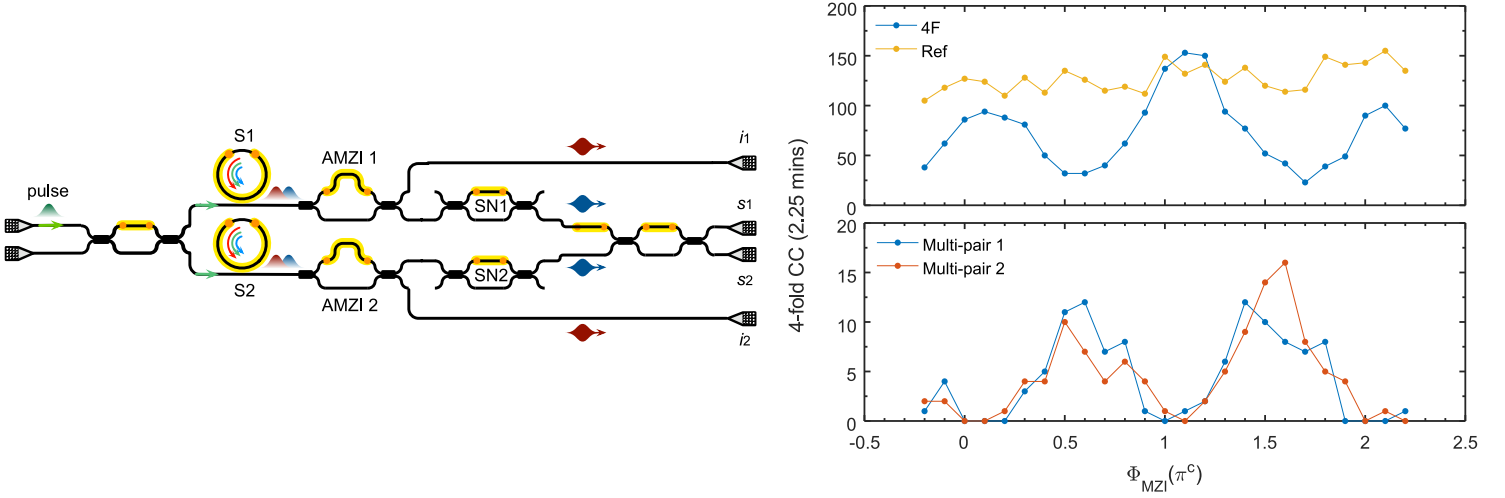 pulse
S1
AMZI 1
i1
SN1
s1
S2
AMZI 2
SN2
s2
i2
4F
Ref
200
150
100
50
0
Multi-pair 1
Multi-pair 2
20
15
10
5
0
4-fold CC (2.25 mins)
-0.5 0 0.5 1 1.5 2 2.5
Φ_MZI(π^c)